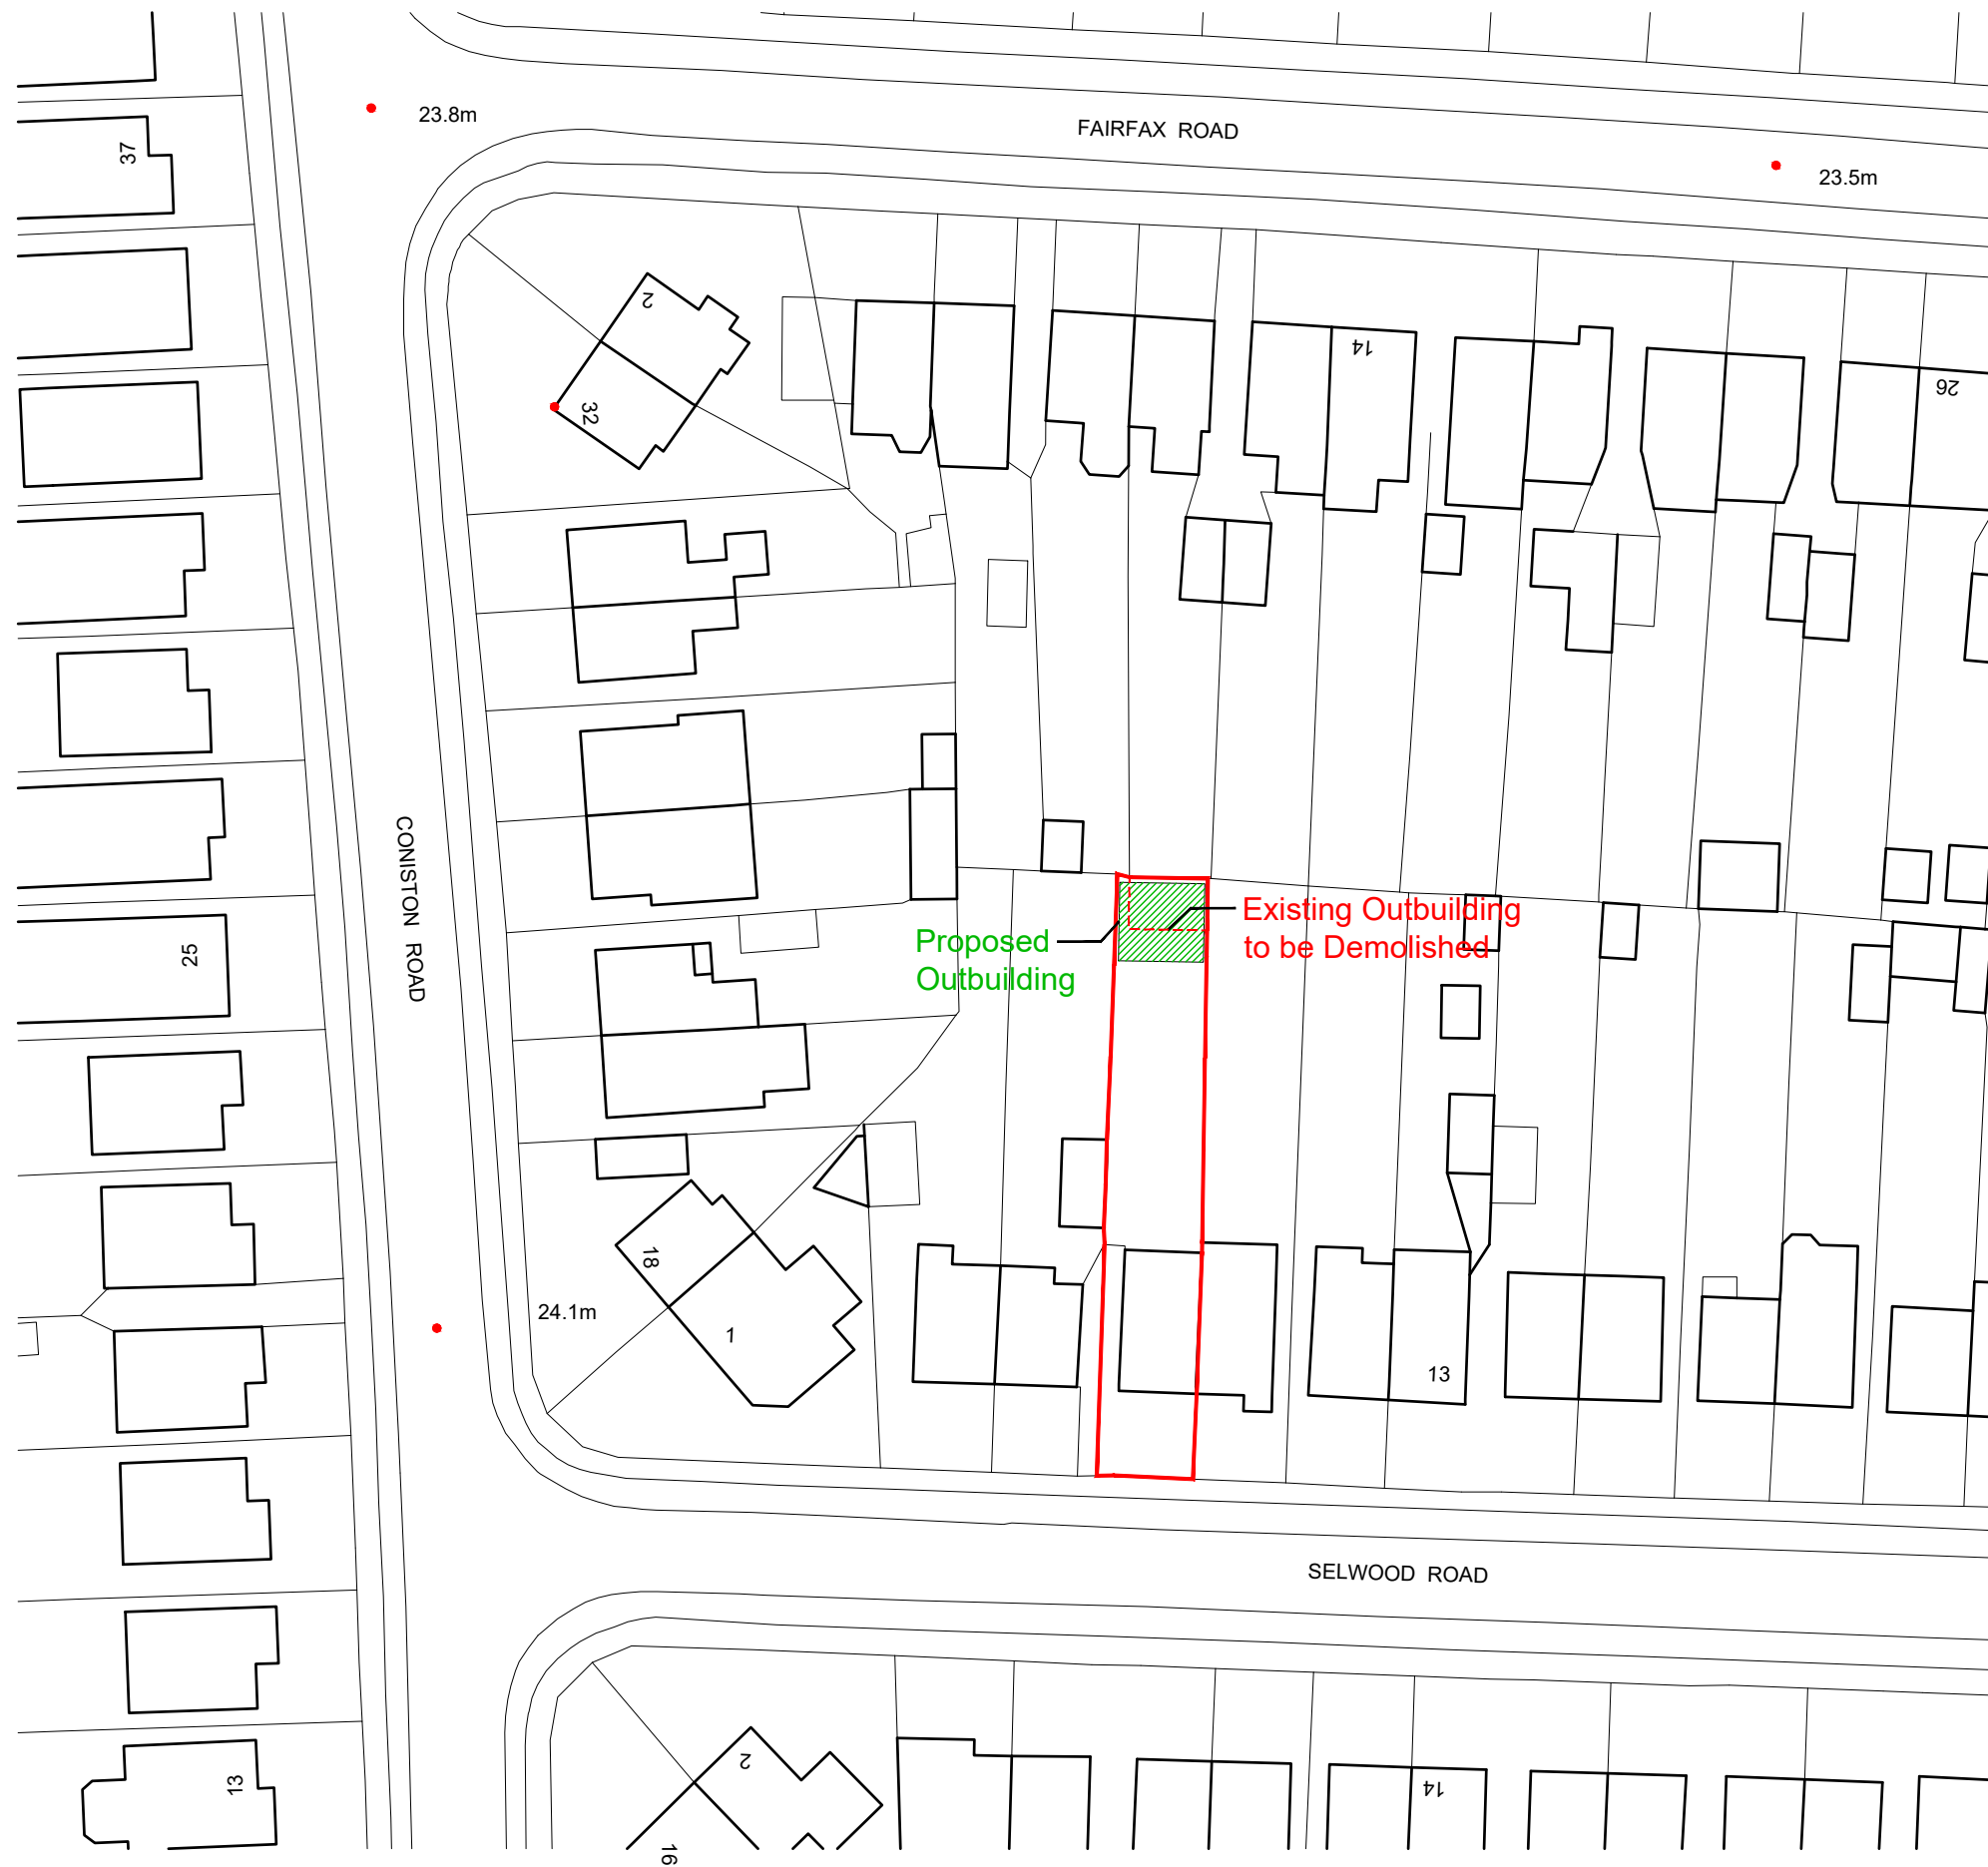 23.8m
FAIRFAX ROAD
23.5m
37
2
32
14
26
CONISTON ROAD
25
Existing Outbuilding
to be Demolished
Proposed
Outbuilding
18
24.1m
1
13
SELWOOD ROAD
2
14
13
16